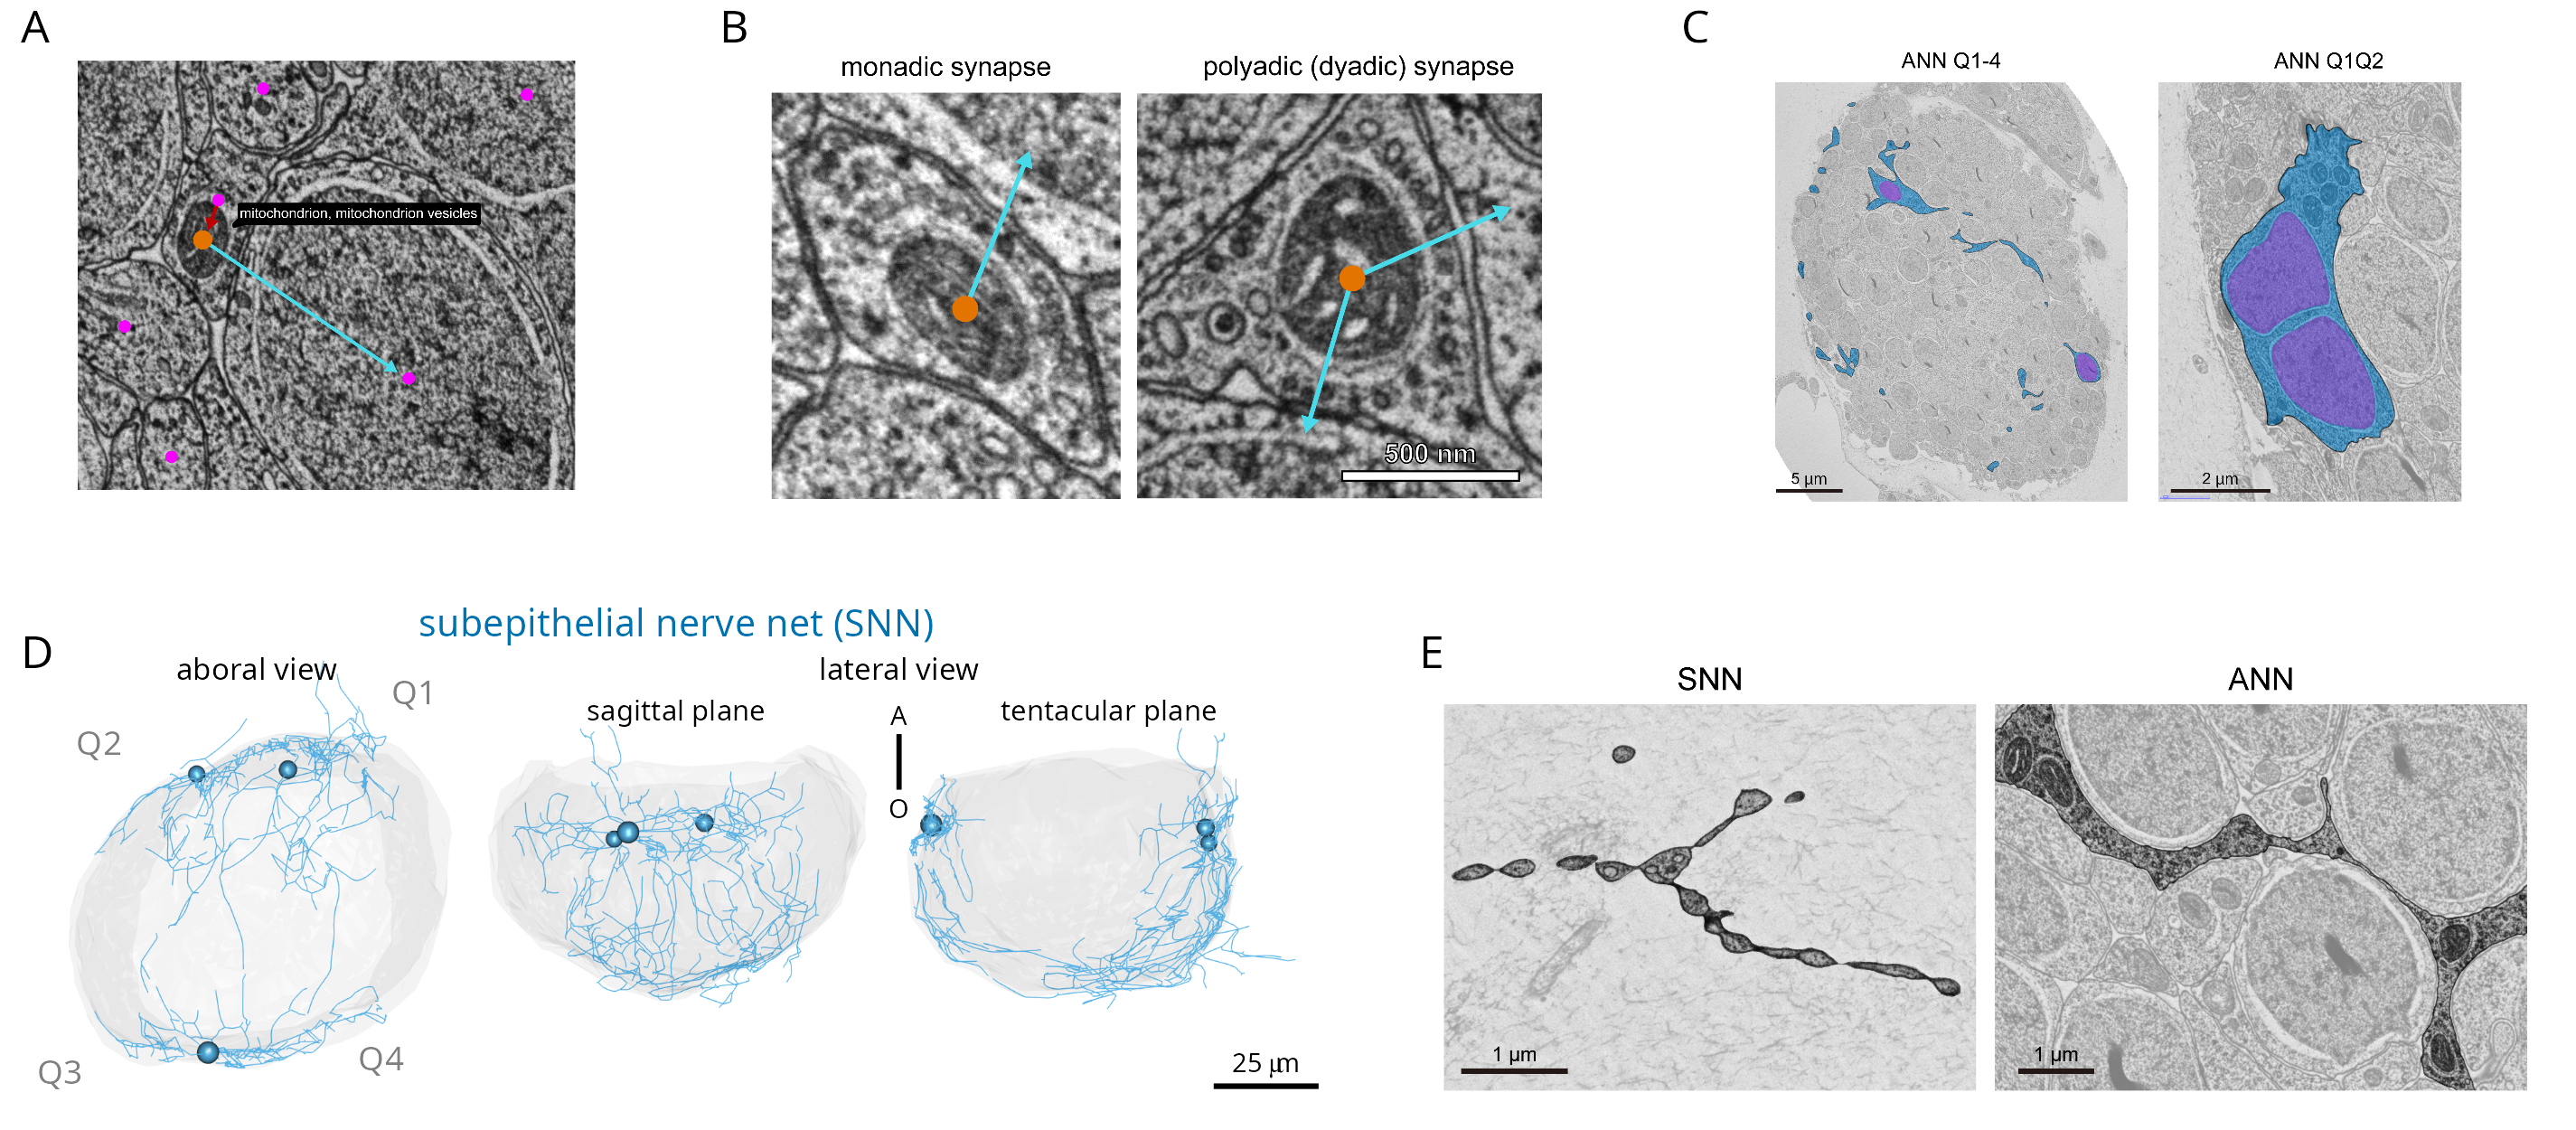 A
mitochondrion, mitochondrion vesicles
B
monadic synapse
polyadic (dyadic) synapse
500 nm
C
ANN Q1-4
ANN Q1Q2
5 µm
2 µm
subepithelial nerve net (SNN)
D
aboral view
lateral view
Q1
Q2
Q3
Q4
sagittal plane
A
O
tentacular plane
25 µm
E
SNN
ANN
1 µm
1 µm